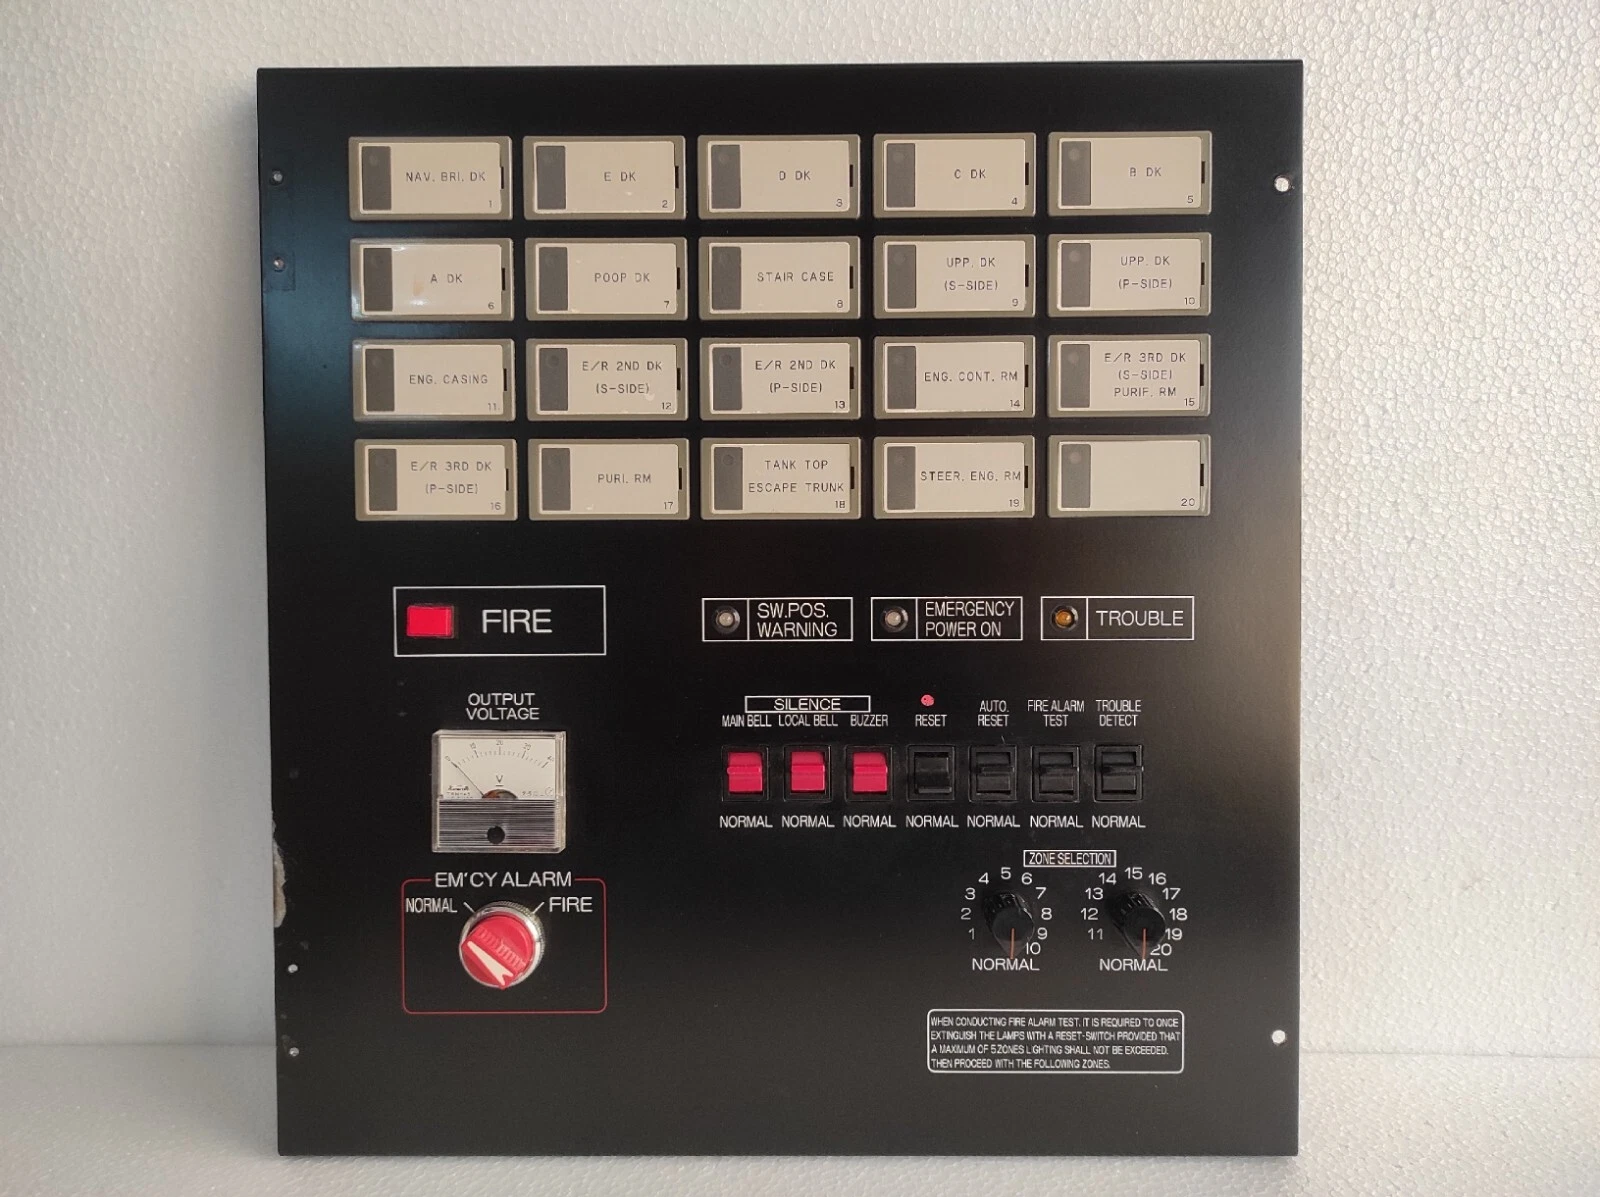 NAV. BRI. DK
1
E DK
2
D DK
3
C DK
4
B DK
5
A DK
6
POOP DK
7
STAIR CASE
8
UPP. DK
(S-SIDE)
9
UPP. DK
(P-SIDE)
10
ENG. CASING
11
E/R 2ND DK
(S-SIDE)
12
E/R 2ND DK
(P-SIDE)
13
ENG. CONT. RM
14
E/R 3RD DK
(S-SIDE)
PURIF. RM
15
E/R 3RD DK
(P-SIDE)
16
PURI. RM
17
TANK TOP
ESCAPE TRUNK
18
STEER. ENG. RM
19
20
FIRE
SW.POS.
WARNING
EMERGENCY
POWER ON
TROUBLE
OUTPUT
VOLTAGE
0 10 20 30 40
V
SILENCE
MAIN BELL LOCAL BELL BUZZER
RESET
AUTO.
RESET
FIRE ALARM
TEST
TROUBLE
DETECT
NORMAL NORMAL NORMAL NORMAL NORMAL NORMAL NORMAL
EM'CY ALARM
NORMAL FIRE
ZONE SELECTION
1 2 3 4 5 6 7 8 9 10
NORMAL
11 12 13 14 15 16 17 18 19 20
NORMAL
WHEN CONDUCTING FIRE ALARM TEST, IT IS REQUIRED TO ONCE
EXTINGUISH THE LAMPS WITH A RESET-SWITCH PROVIDED THAT
A MAXIMUM OF 5 ZONES LIGHTING SHALL NOT BE EXCEEDED.
THEN PROCEED WITH THE FOLLOWING ZONES.